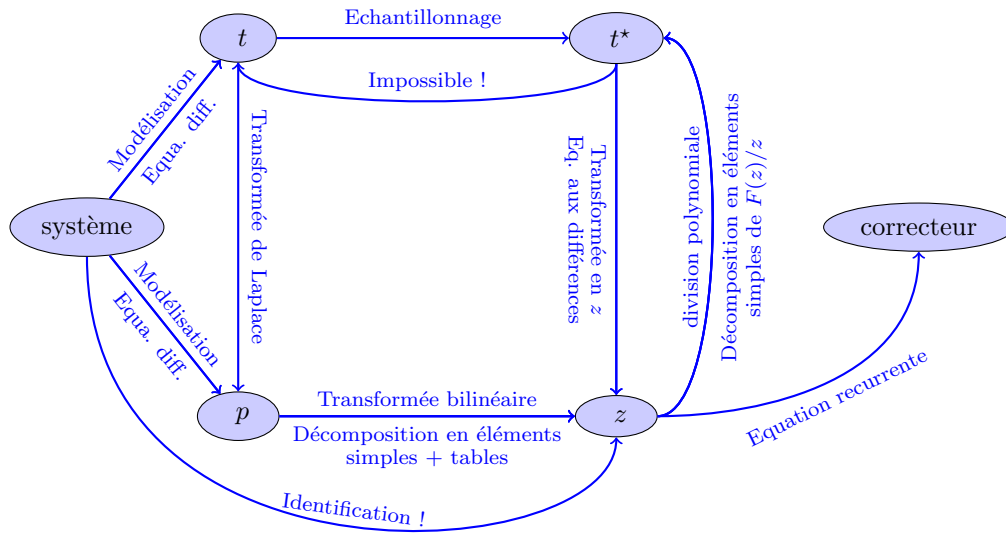 Echantillonnage
t
t⋆
Impossible !
Modélisation
Equa. diff.
Transformée de Laplace
Transformée en z
Eq. aux différences
division polynomiale
Décomposition en éléments
simples de F(z)/z
système
correcteur
Modélisation
Equa. diff.
Transformée bilinéaire
p
z
Décomposition en éléments
simples + tables
Equation recurrente
Identification !